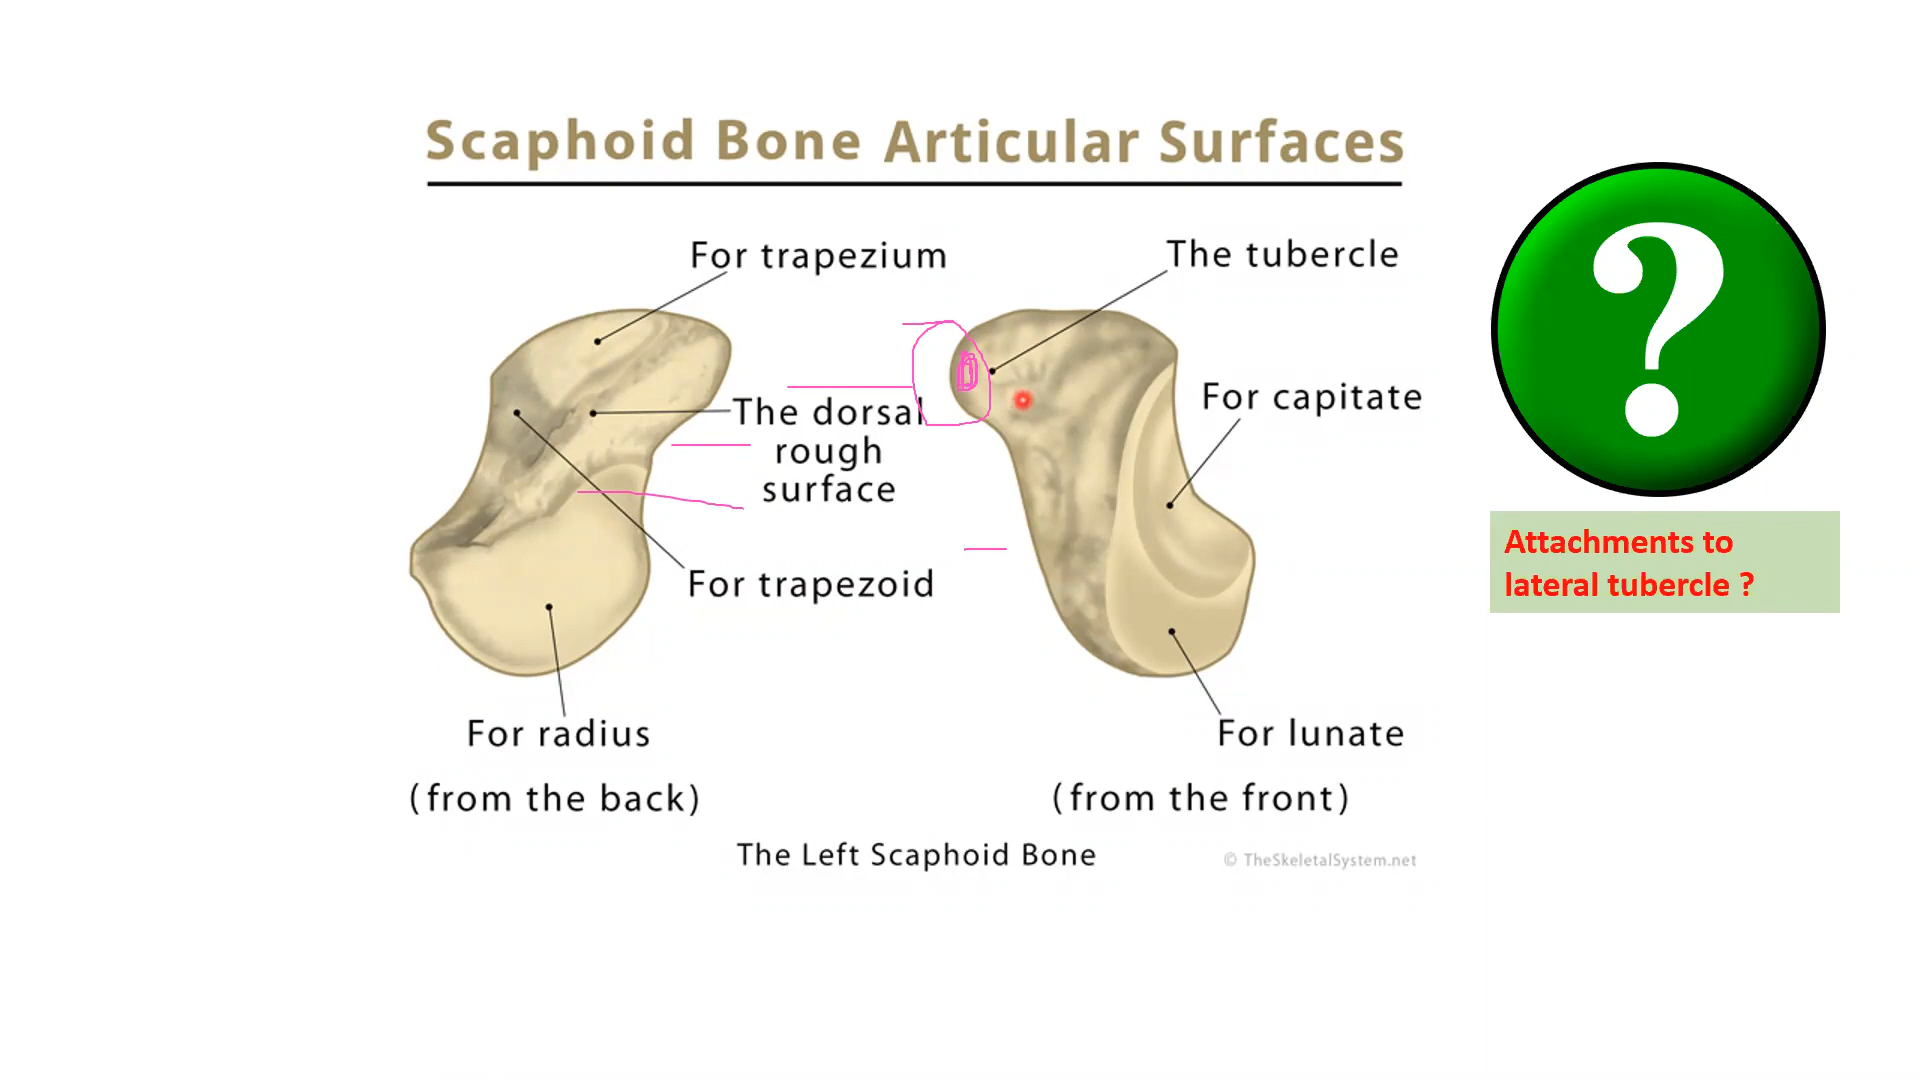 Scaphoid Bone Articular Surfaces
For trapezium
The tubercle
For capitate
The dorsal
rough
surface
For trapezoid
For radius
For lunate
(from the back)
(from the front)
The Left Scaphoid Bone
© TheSkeletalSystem.net
?
Attachments to
lateral tubercle ?